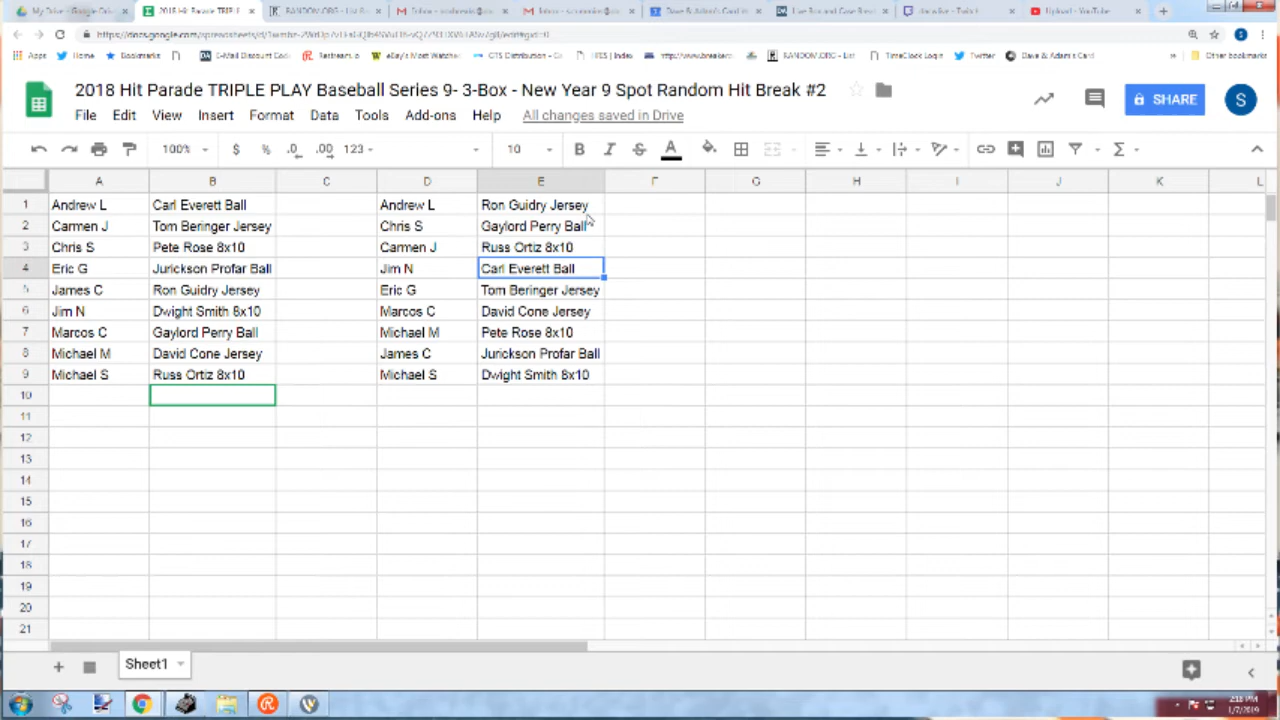 2018 Hit Parade TRIPLE PLAY Baseball Series 9- 3-Box - New Year 9 Spot Random Hit Break #2
SHARE
S
File Edit View Insert Format Data Tools Add-ons Help All changes saved in Drive
100% $ % .0 .00 123 10 B I S A
A B C D E F G H I J K L
1 Andrew L Carl Everett Ball Andrew L Ron Guidry Jersey
2 Carmen J Tom Beringer Jersey Chris S Gaylord Perry Ball
3 Chris S Pete Rose 8x10 Carmen J Russ Ortiz 8x10
4 Eric G Jurickson Profar Ball Jim N Carl Everett Ball
5 James C Ron Guidry Jersey Eric G Tom Beringer Jersey
6 Jim N Dwight Smith 8x10 Marcos C David Cone Jersey
7 Marcos C Gaylord Perry Ball Michael M Pete Rose 8x10
8 Michael M David Cone Jersey James C Jurickson Profar Ball
9 Michael S Russ Ortiz 8x10 Michael S Dwight Smith 8x10
10
11
12
13
14
15
16
17
18
19
20
21
Sheet1
2:18 PM
1/7/2019